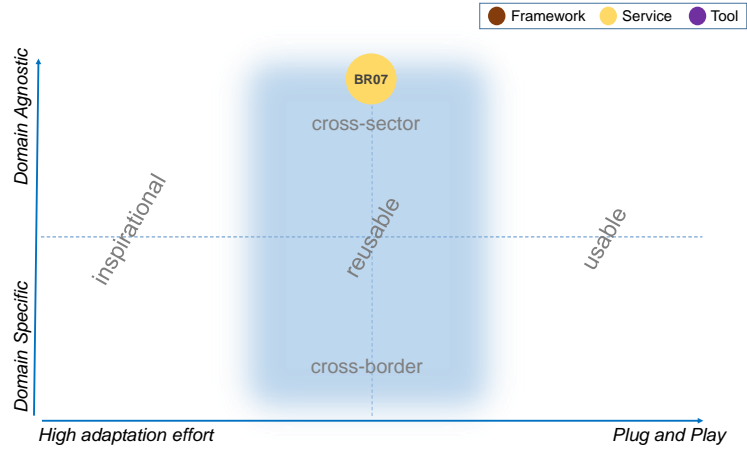 Framework Service Tool
Domain Agnostic
BR07
cross-sector
inspirational
reusable
usable
Domain Specific
cross-border
High adaptation effort
Plug and Play